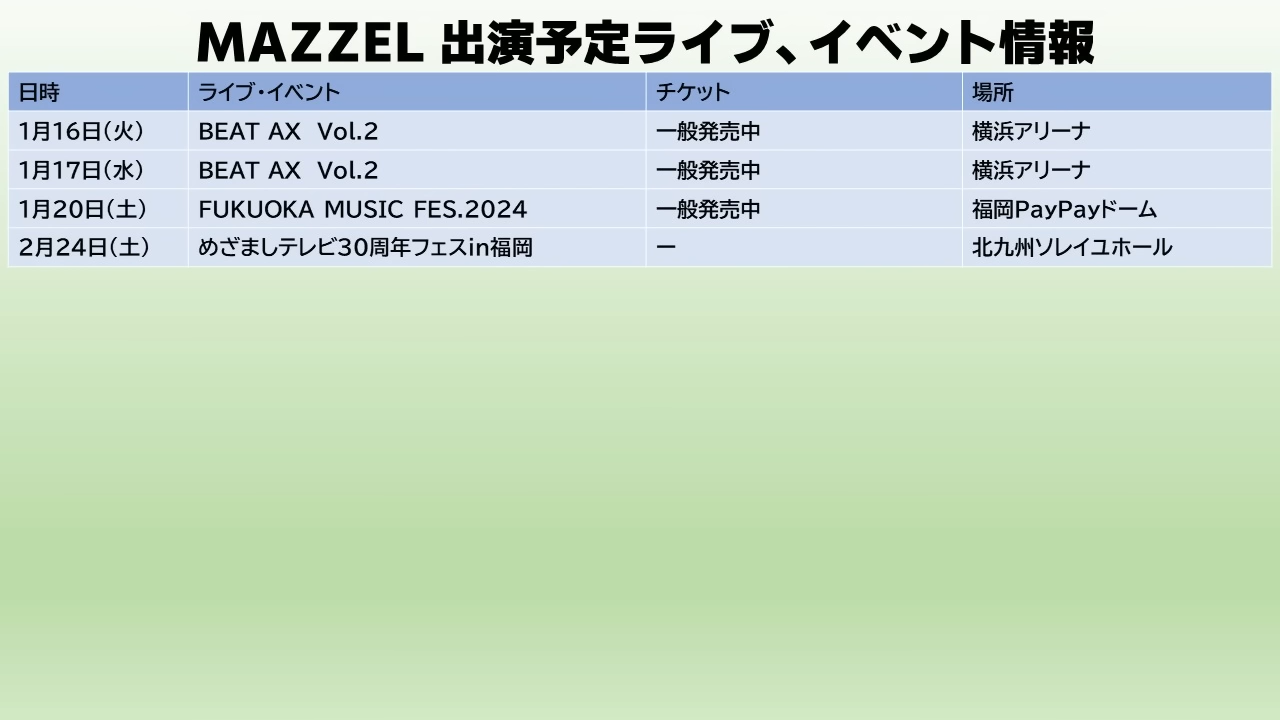 MAZZEL 出演予定ライブ、イベント情報
日時 ライブ・イベント チケット 場所
1月16日(火) BEAT AX Vol.2 一般発売中 横浜アリーナ
1月17日(水) BEAT AX Vol.2 一般発売中 横浜アリーナ
1月20日(土) FUKUOKA MUSIC FES.2024 一般発売中 福岡PayPayドーム
2月24日(土) めざましテレビ30周年フェスin福岡 ー 北九州ソレイユホール